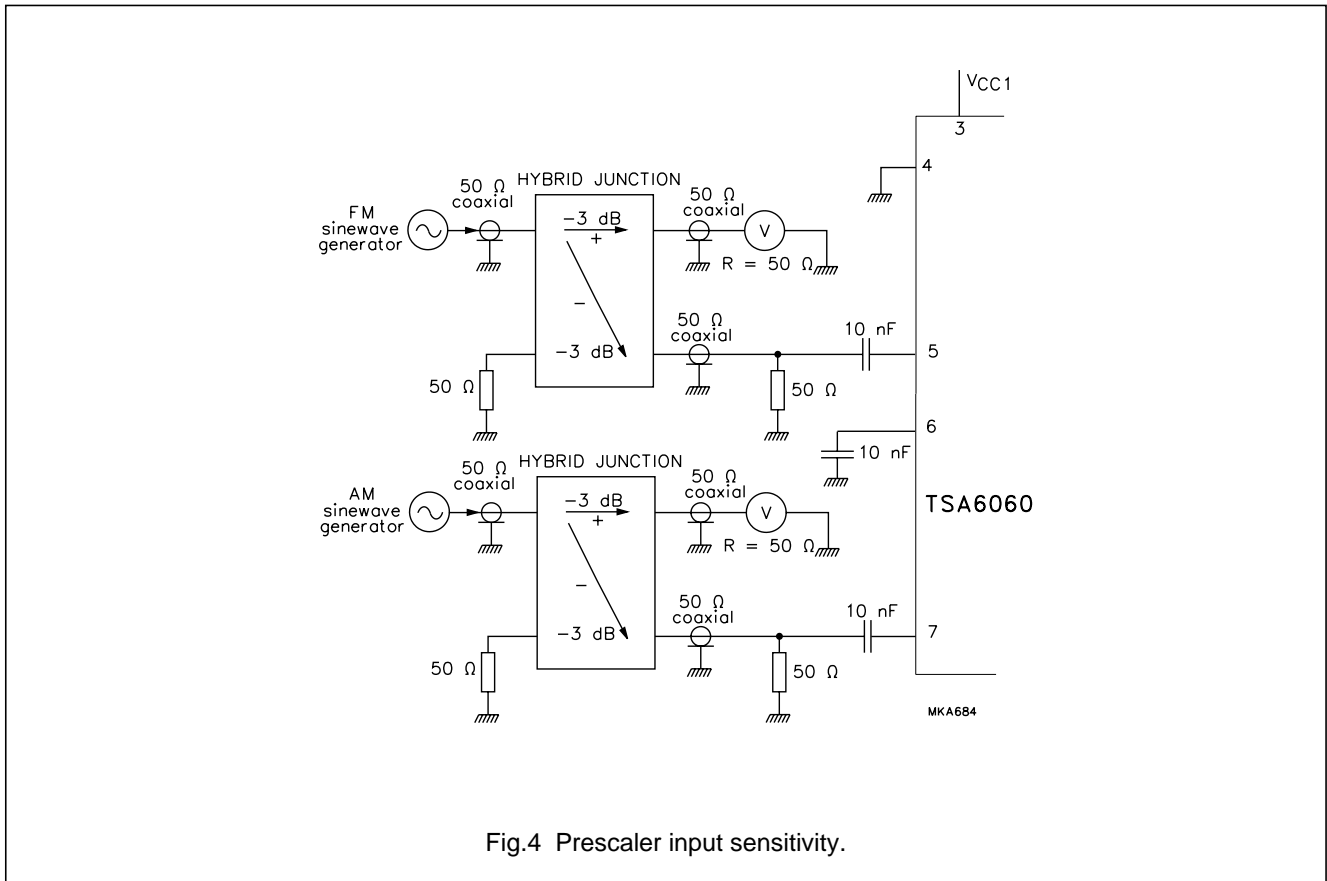 VCC1
3
4
HYBRID JUNCTION
50 Ω
coaxial
50 Ω
coaxial
FM
sinewave
generator
-3 dB
+
V
R = 50 Ω
–
50 Ω
coaxial
10 nF
5
-3 dB
50 Ω
50 Ω
6
10 nF
HYBRID JUNCTION
50 Ω
coaxial
50 Ω
coaxial
AM
sinewave
generator
-3 dB
+
V
TSA6060
R = 50 Ω
–
50 Ω
coaxial
10 nF
7
-3 dB
50 Ω
50 Ω
MKA684
Fig.4 Prescaler input sensitivity.